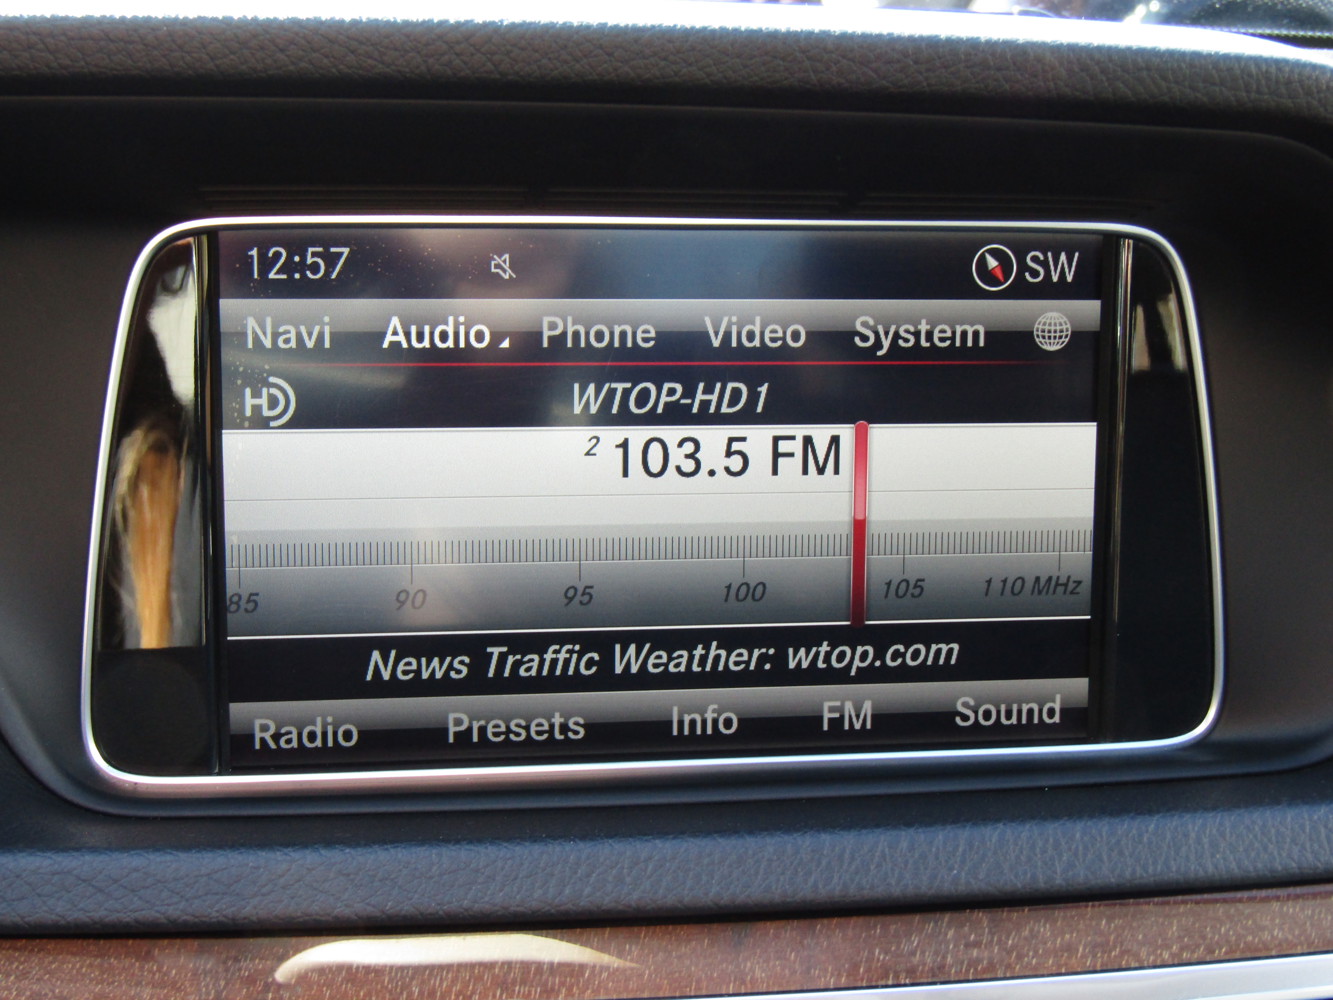 12:57 SW
Navi Audio Phone Video System
HD WTOP-HD1
2 103.5 FM
85 90 95 100 105 110 MHz
News Traffic Weather: wtop.com
Radio Presets Info FM Sound